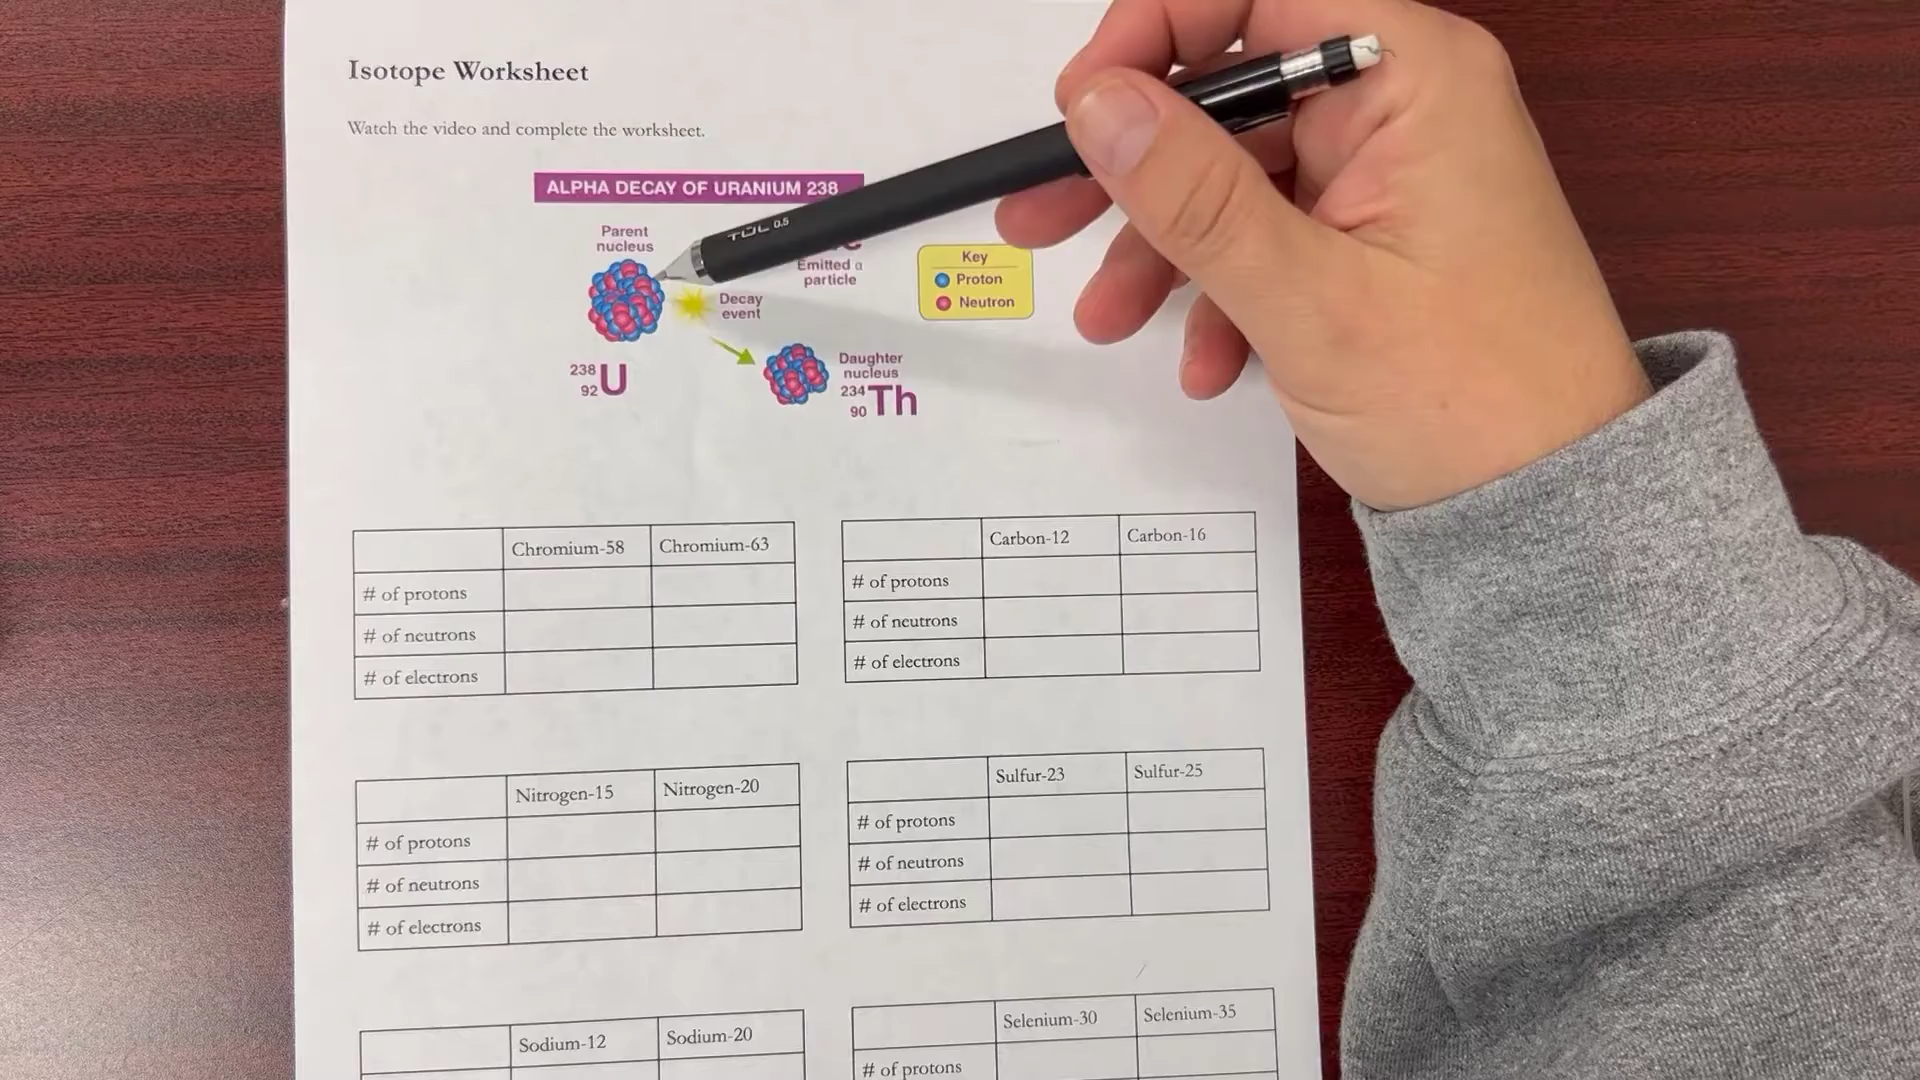 Isotope Worksheet
Watch the video and complete the worksheet.
ALPHA DECAY OF URANIUM 238
Parent
nucleus
TUL 0.5
Emitted α
particle
Key
Proton
Neutron
Decay
event
238
92 U
Daughter
nucleus
234
90 Th
Chromium-58 Chromium-63
# of protons
# of neutrons
# of electrons
Carbon-12 Carbon-16
# of protons
# of neutrons
# of electrons
Nitrogen-15 Nitrogen-20
# of protons
# of neutrons
# of electrons
Sulfur-23 Sulfur-25
# of protons
# of neutrons
# of electrons
Sodium-12 Sodium-20
Selenium-30 Selenium-35
# of protons